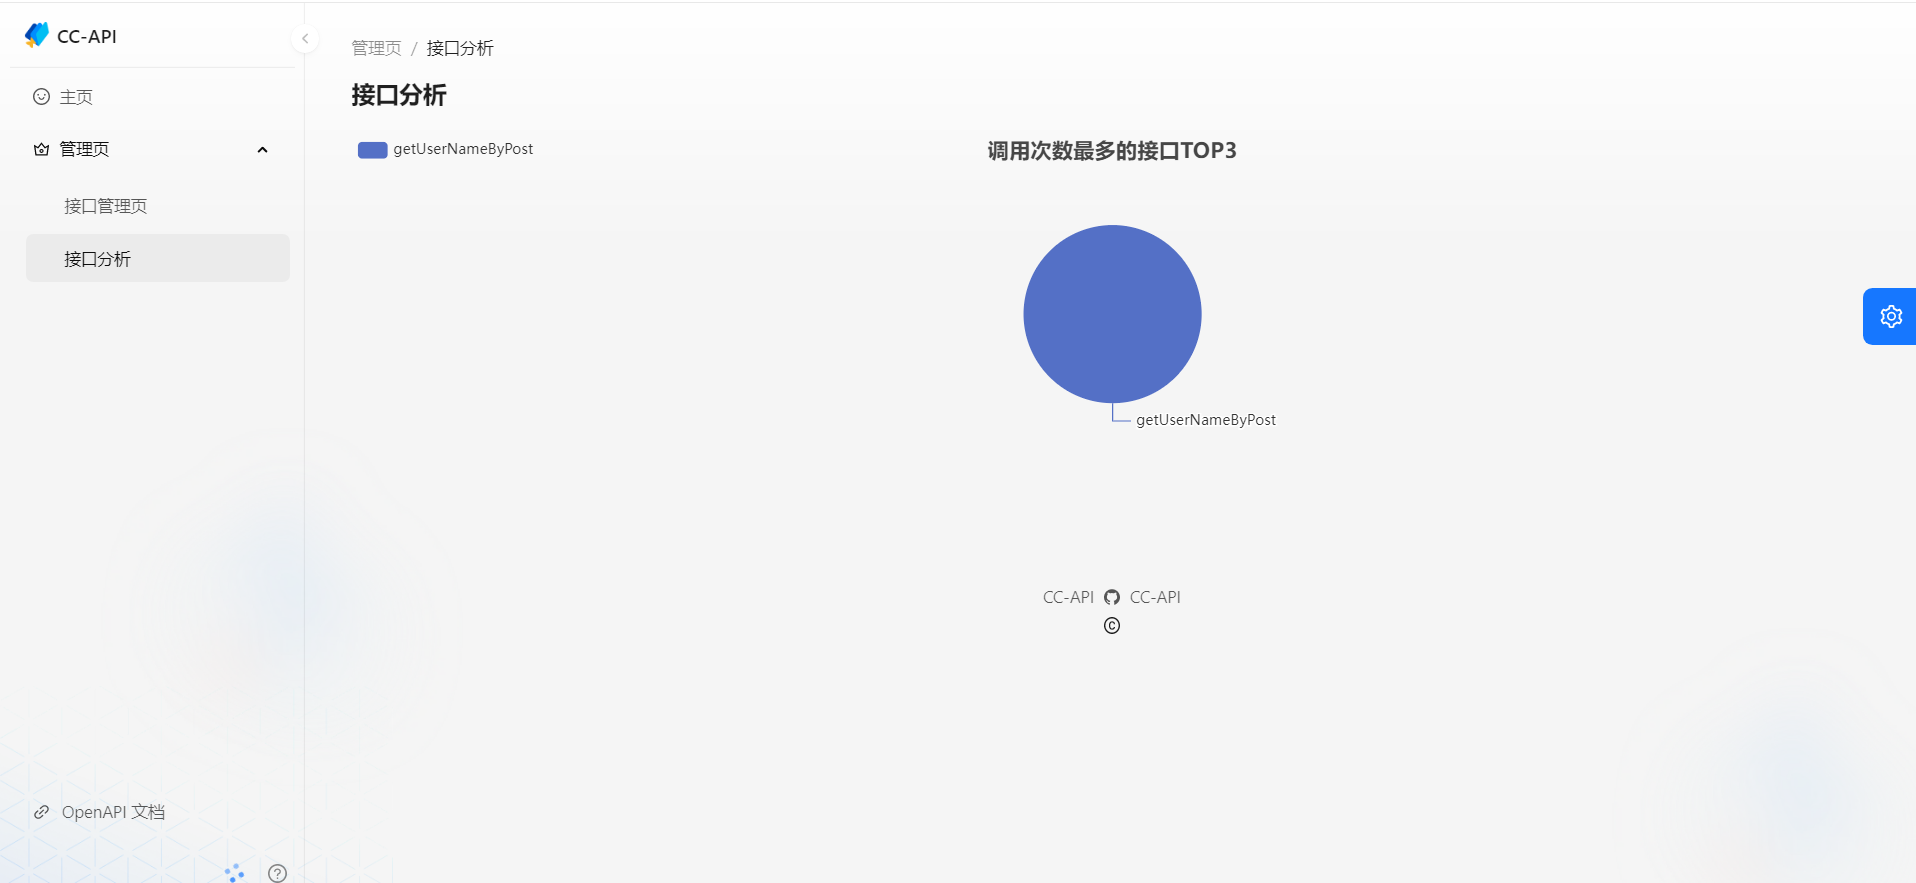 CC-API
主页
管理页
接口管理页
接口分析
OpenAPI 文档
管理页 / 接口分析
接口分析
getUserNameByPost
调用次数最多的接口TOP3
getUserNameByPost
CC-API CC-API
©